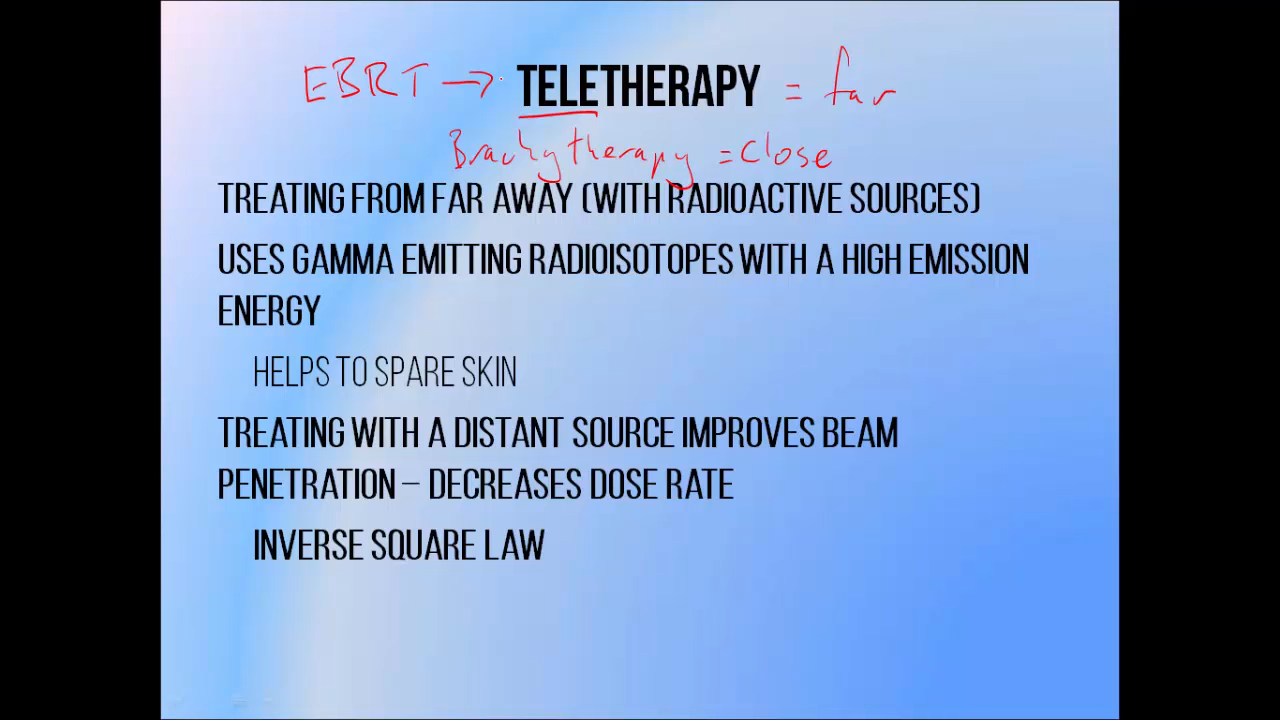 EBRT → TELETHERAPY = far
Brachytherapy = close
TREATING FROM FAR AWAY (WITH RADIOACTIVE SOURCES)
USES GAMMA EMITTING RADIOISOTOPES WITH A HIGH EMISSION
ENERGY
HELPS TO SPARE SKIN
TREATING WITH A DISTANT SOURCE IMPROVES BEAM
PENETRATION – DECREASES DOSE RATE
INVERSE SQUARE LAW